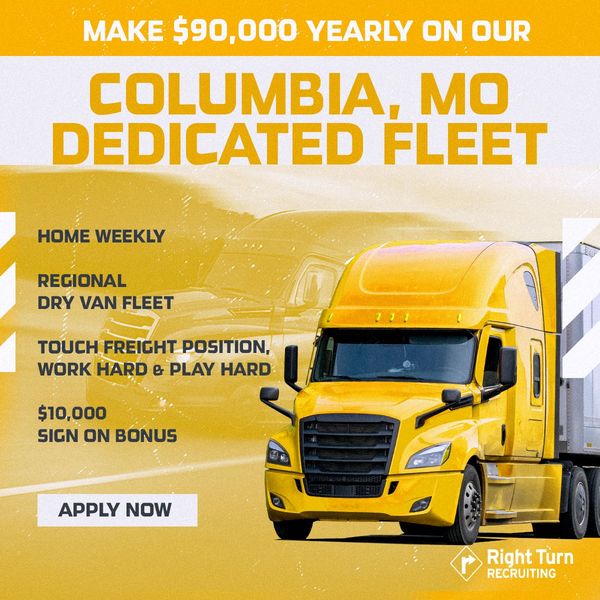 MAKE $90,000 YEARLY ON OUR
COLUMBIA, MO
DEDICATED FLEET
HOME WEEKLY
REGIONAL
DRY VAN FLEET
TOUCH FREIGHT POSITION,
WORK HARD & PLAY HARD
$10,000
SIGN ON BONUS
APPLY NOW
Right Turn
RECRUITING